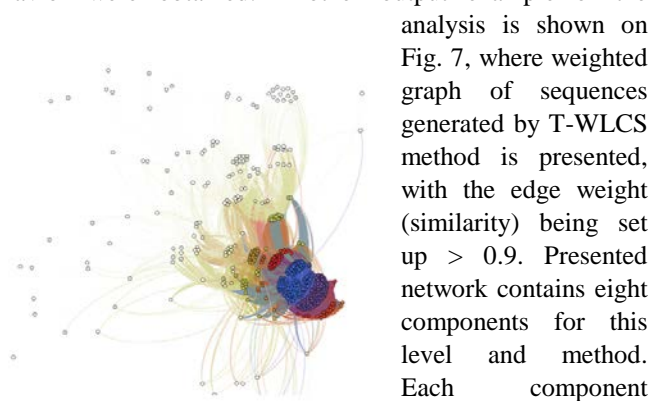 analysis is shown on
Fig. 7, where weighted
graph of sequences
generated by T-WLCS
method is presented,
with the edge weight
(similarity) being set
up > 0.9. Presented
network contains eight
components for this
level and method.
Each component